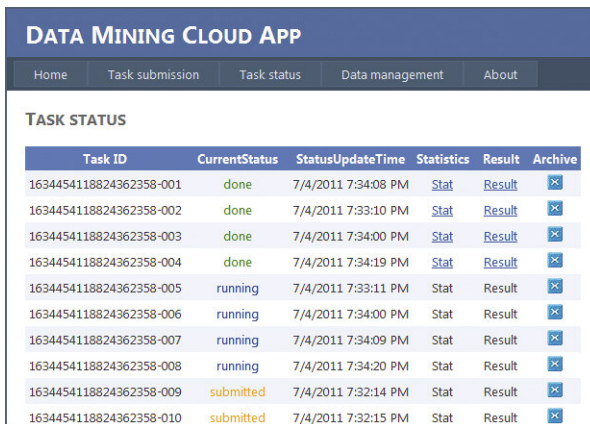 DATA MINING CLOUD APP
Home Task submission Task status Data management About
TASK STATUS
Task ID CurrentStatus StatusUpdateTime Statistics Result Archive
1634454118824362358-001 done 7/4/2011 7:34:08 PM Stat Result
1634454118824362358-002 done 7/4/2011 7:33:10 PM Stat Result
1634454118824362358-003 done 7/4/2011 7:34:00 PM Stat Result
1634454118824362358-004 done 7/4/2011 7:34:19 PM Stat Result
1634454118824362358-005 running 7/4/2011 7:33:11 PM Stat Result
1634454118824362358-006 running 7/4/2011 7:34:00 PM Stat Result
1634454118824362358-007 running 7/4/2011 7:34:09 PM Stat Result
1634454118824362358-008 running 7/4/2011 7:34:20 PM Stat Result
1634454118824362358-009 submitted 7/4/2011 7:32:14 PM Stat Result
1634454118824362358-010 submitted 7/4/2011 7:32:15 PM Stat Result